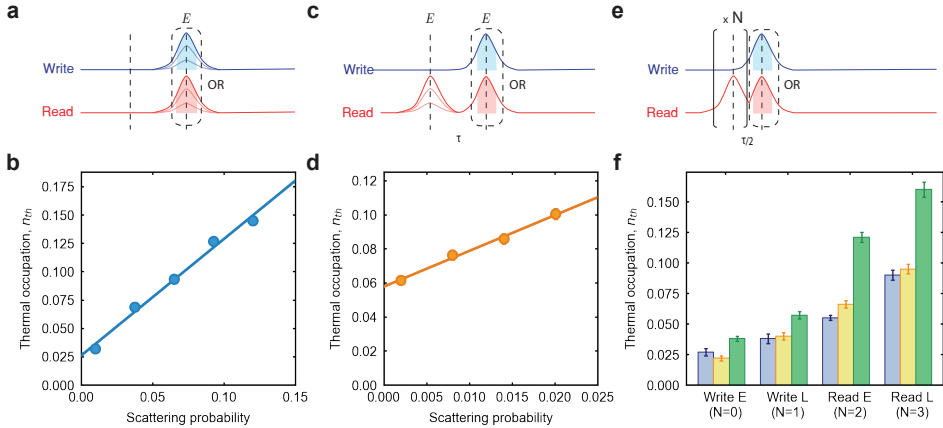 a
E
Write
OR
Read
c
E E
Write
OR
Read
τ
e
x N
Write
OR
Read
τ/2
b
Thermal occupation, nth
0.175
0.150
0.125
0.100
0.075
0.050
0.025
0.000
0.00 0.05 0.10 0.15
Scattering probability
d
Thermal occupation, nth
0.12
0.10
0.08
0.06
0.04
0.02
0.00
0.000 0.005 0.010 0.015 0.020 0.025
Scattering probability
f
Thermal occupation, nth
0.150
0.125
0.100
0.075
0.050
0.025
0.000
Write E Write L Read E Read L
(N=0) (N=1) (N=2) (N=3)